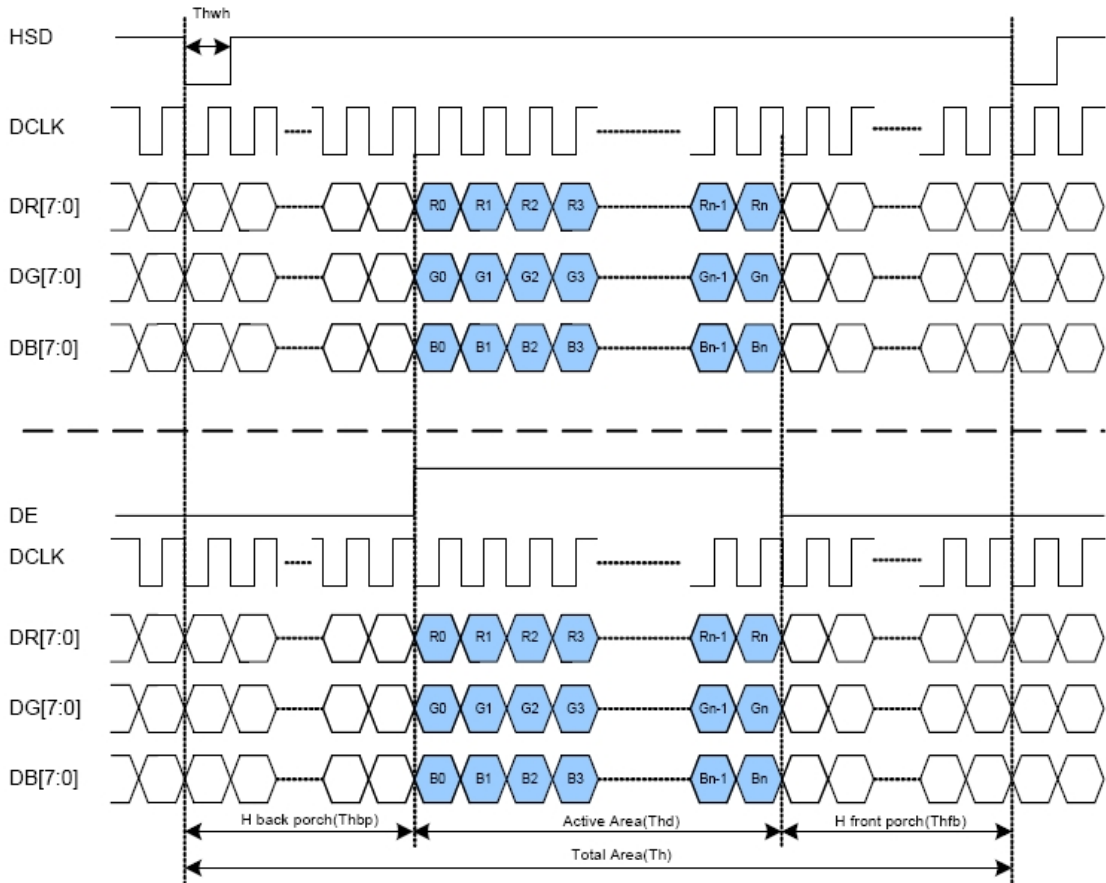 Thwh
HSD
DCLK
DR[7:0] R0 R1 R2 R3 Rn-1 Rn
DG[7:0] G0 G1 G2 G3 Gn-1 Gn
DB[7:0] B0 B1 B2 B3 Bn-1 Bn
DE
DCLK
DR[7:0] R0 R1 R2 R3 Rn-1 Rn
DG[7:0] G0 G1 G2 G3 Gn-1 Gn
DB[7:0] B0 B1 B2 B3 Bn-1 Bn
H back porch(Thbp) Active Area(Thd) H front porch(Thfb)
Total Area(Th)